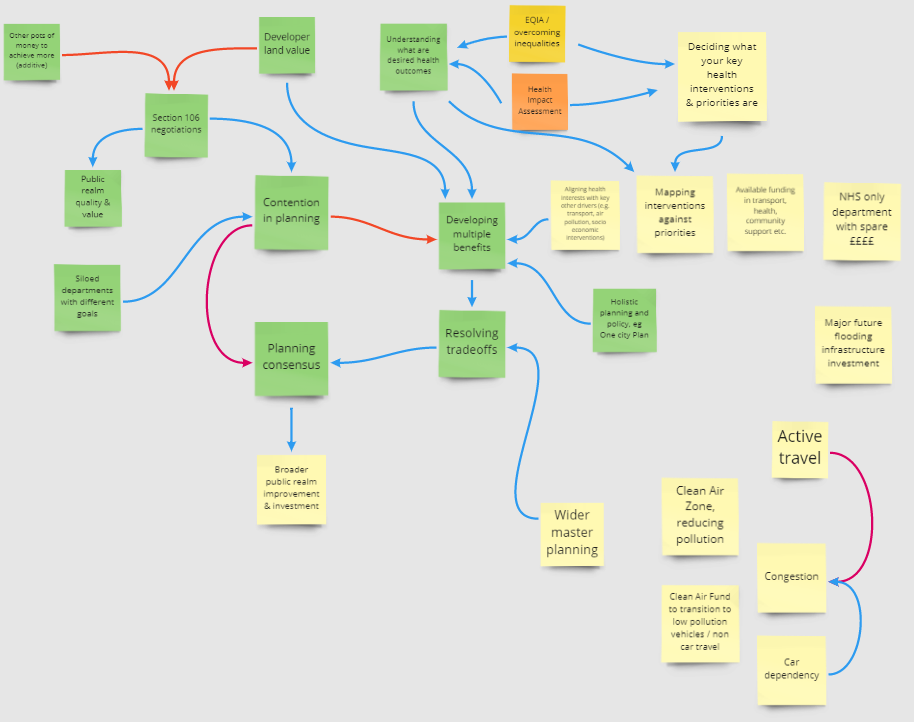 Other pots of
money to
achieve more
(additive)
Developer
land value
Understanding
what are
desired health
outcomes
EQIA /
overcoming
inequalities
Deciding what
your key
health
interventions
& priorities are
Health
Impact
Assessment
Section 106
negotiations
Public
realm
quality &
value
Contention
in planning
Developing
multiple
benefits
Aligning health
interests with key
other drivers (e.g.
transport, air
pollution, socio
economic
interventions)
Mapping
interventions
against
priorities
Available funding
in transport,
health,
community
support etc.
NHS only
department
with spare
££££
Siloed
departments
with different
goals
Holistic
planning and
policy, eg
One city Plan
Planning
consensus
Resolving
tradeoffs
Major future
flooding
infrastructure
investment
Broader
public realm
improvement
& investment
Active
travel
Wider
master
planning
Clean Air
Zone,
reducing
pollution
Congestion
Clean Air Fund
to transition to
low pollution
vehicles / non
car travel
Car
dependency